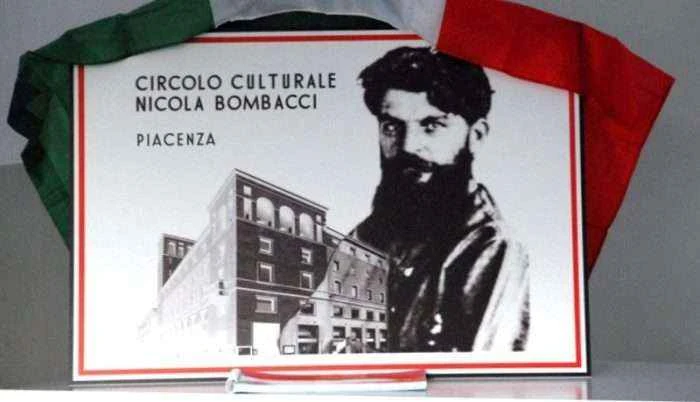 CIRCOLO CULTURALE
NICOLA BOMBACCI
PIACENZA